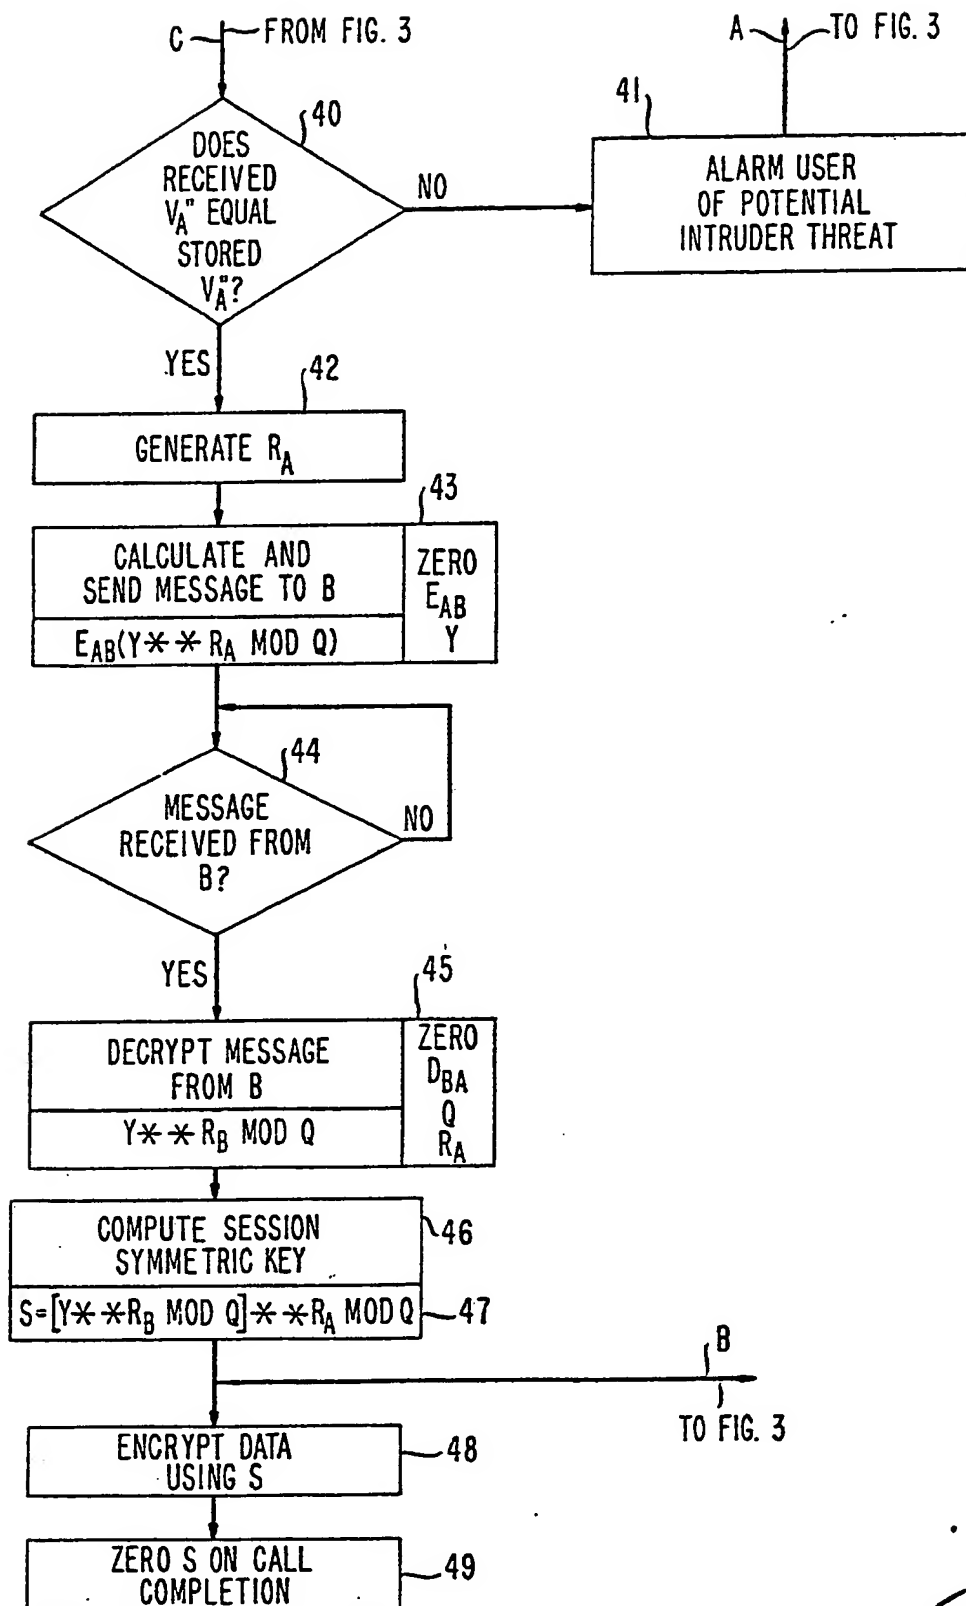 C FROM FIG. 3
A TO FIG. 3
40
DOES
RECEIVED
V_A" EQUAL
STORED
V_A"?
NO
41
ALARM USER
OF POTENTIAL
INTRUDER THREAT
YES
42
GENERATE R_A
43
CALCULATE AND
SEND MESSAGE TO B
E_AB(Y** R_A MOD Q)
ZERO
E_AB
Y
44
MESSAGE
RECEIVED FROM
B?
NO
YES
45
DECRYPT MESSAGE
FROM B
Y** R_B MOD Q
ZERO
D_BA
Q
R_A
COMPUTE SESSION
SYMMETRIC KEY
46
S=[Y**R_B MOD Q]**R_A MOD Q
47
B
TO FIG. 3
ENCRYPT DATA
USING S
48
ZERO S ON CALL
COMPLETION
49